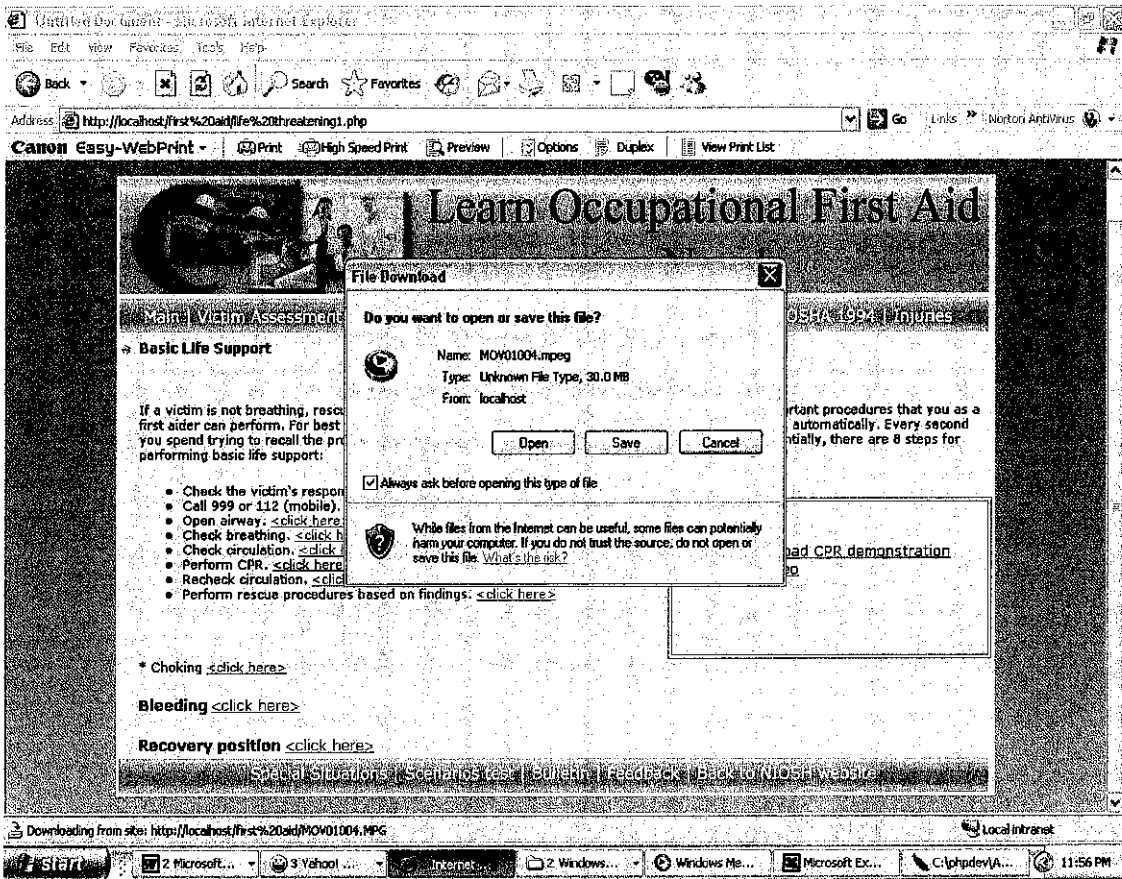 Untitled Document - Microsoft Internet Explorer
File Edit View Favorites Tools Help
Back Search Favorites
Address http://localhost/first%20aid/life%20threatening1.php Go Links » Norton AntiVirus
Canon Easy-WebPrint Print High Speed Print Preview Options Duplex View Print List
Learn Occupational First Aid
Main | Victim Assessment
OSHA 1994 | Injuries
File Download
Do you want to open or save this file?
Name: MOV01004.mpeg
Type: Unknown File Type, 30.0 MB
From: localhost
Open Save Cancel
Always ask before opening this type of file
While files from the Internet can be useful, some files can potentially
harm your computer. If you do not trust the source, do not open or
save this file. What's the risk?
Basic Life Support
If a victim is not breathing, rescu
rtant procedures that you as a
first aider can perform. For best
automatically. Every second
you spend trying to recall the pro
ntially, there are 8 steps for
performing basic life support:
• Check the victim's respon
• Call 999 or 112 (mobile).
• Open airway. <click here
• Check breathing. <click h
• Check circulation. <click
• Perform CPR. <click here
• Recheck circulation. <clic
• Perform rescue procedures based on findings. <click here>
ad CPR demonstration
eo
* Choking <click here>
Bleeding <click here>
Recovery position <click here>
Special Situations | Scenarios test | Bulletin | Feedback | Back to NIOSH website
Downloading from site: http://localhost/first%20aid/MOV01004.MPG Local intranet
start 2 Microsoft... 3 Yahoo! ... Internet... 2 Windows... Windows Me... Microsoft Ex... C:\phpdev\A... 11:56 PM